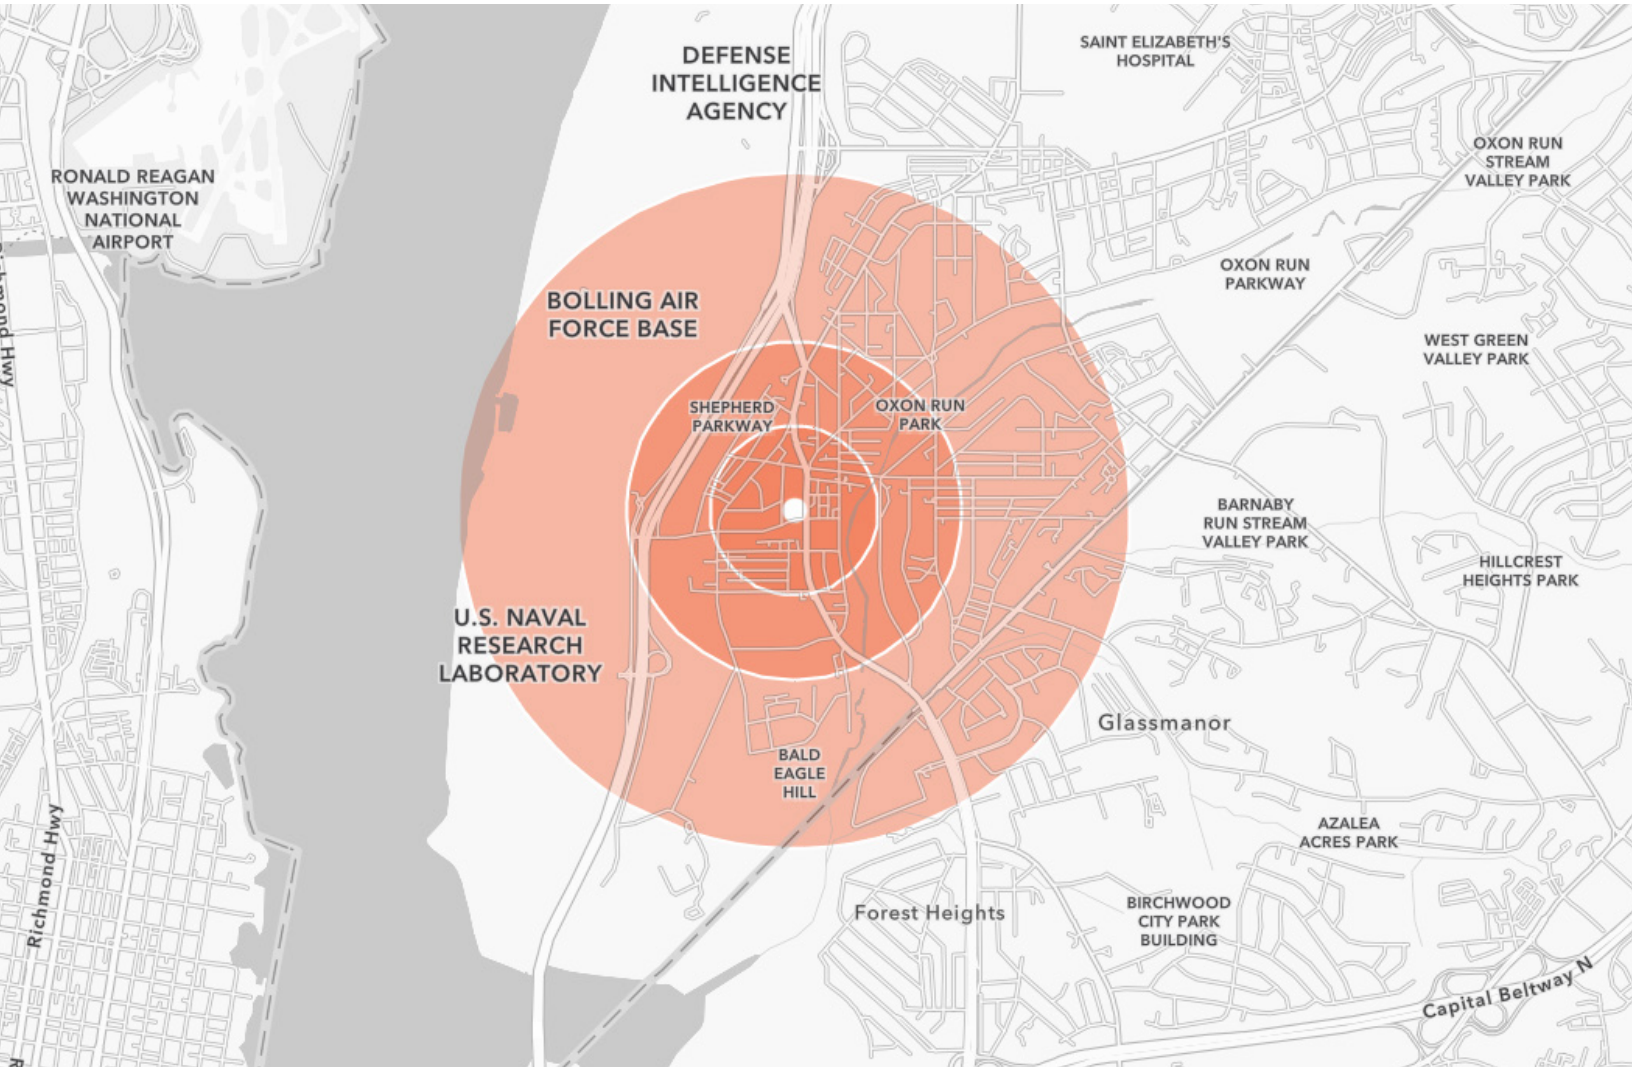 DEFENSE
INTELLIGENCE
AGENCY
SAINT ELIZABETH'S
HOSPITAL
OXON RUN
STREAM
VALLEY PARK
RONALD REAGAN
WASHINGTON
NATIONAL
AIRPORT
OXON RUN
PARKWAY
BOLLING AIR
FORCE BASE
WEST GREEN
VALLEY PARK
Richmond Hwy
SHEPHERD
PARKWAY
OXON RUN
PARK
BARNABY
RUN STREAM
VALLEY PARK
HILLCREST
HEIGHTS PARK
U.S. NAVAL
RESEARCH
LABORATORY
Glassmanor
BALD
EAGLE
HILL
AZALEA
ACRES PARK
Richmond Hwy
Forest Heights
BIRCHWOOD
CITY PARK
BUILDING
Capital Beltway N
R